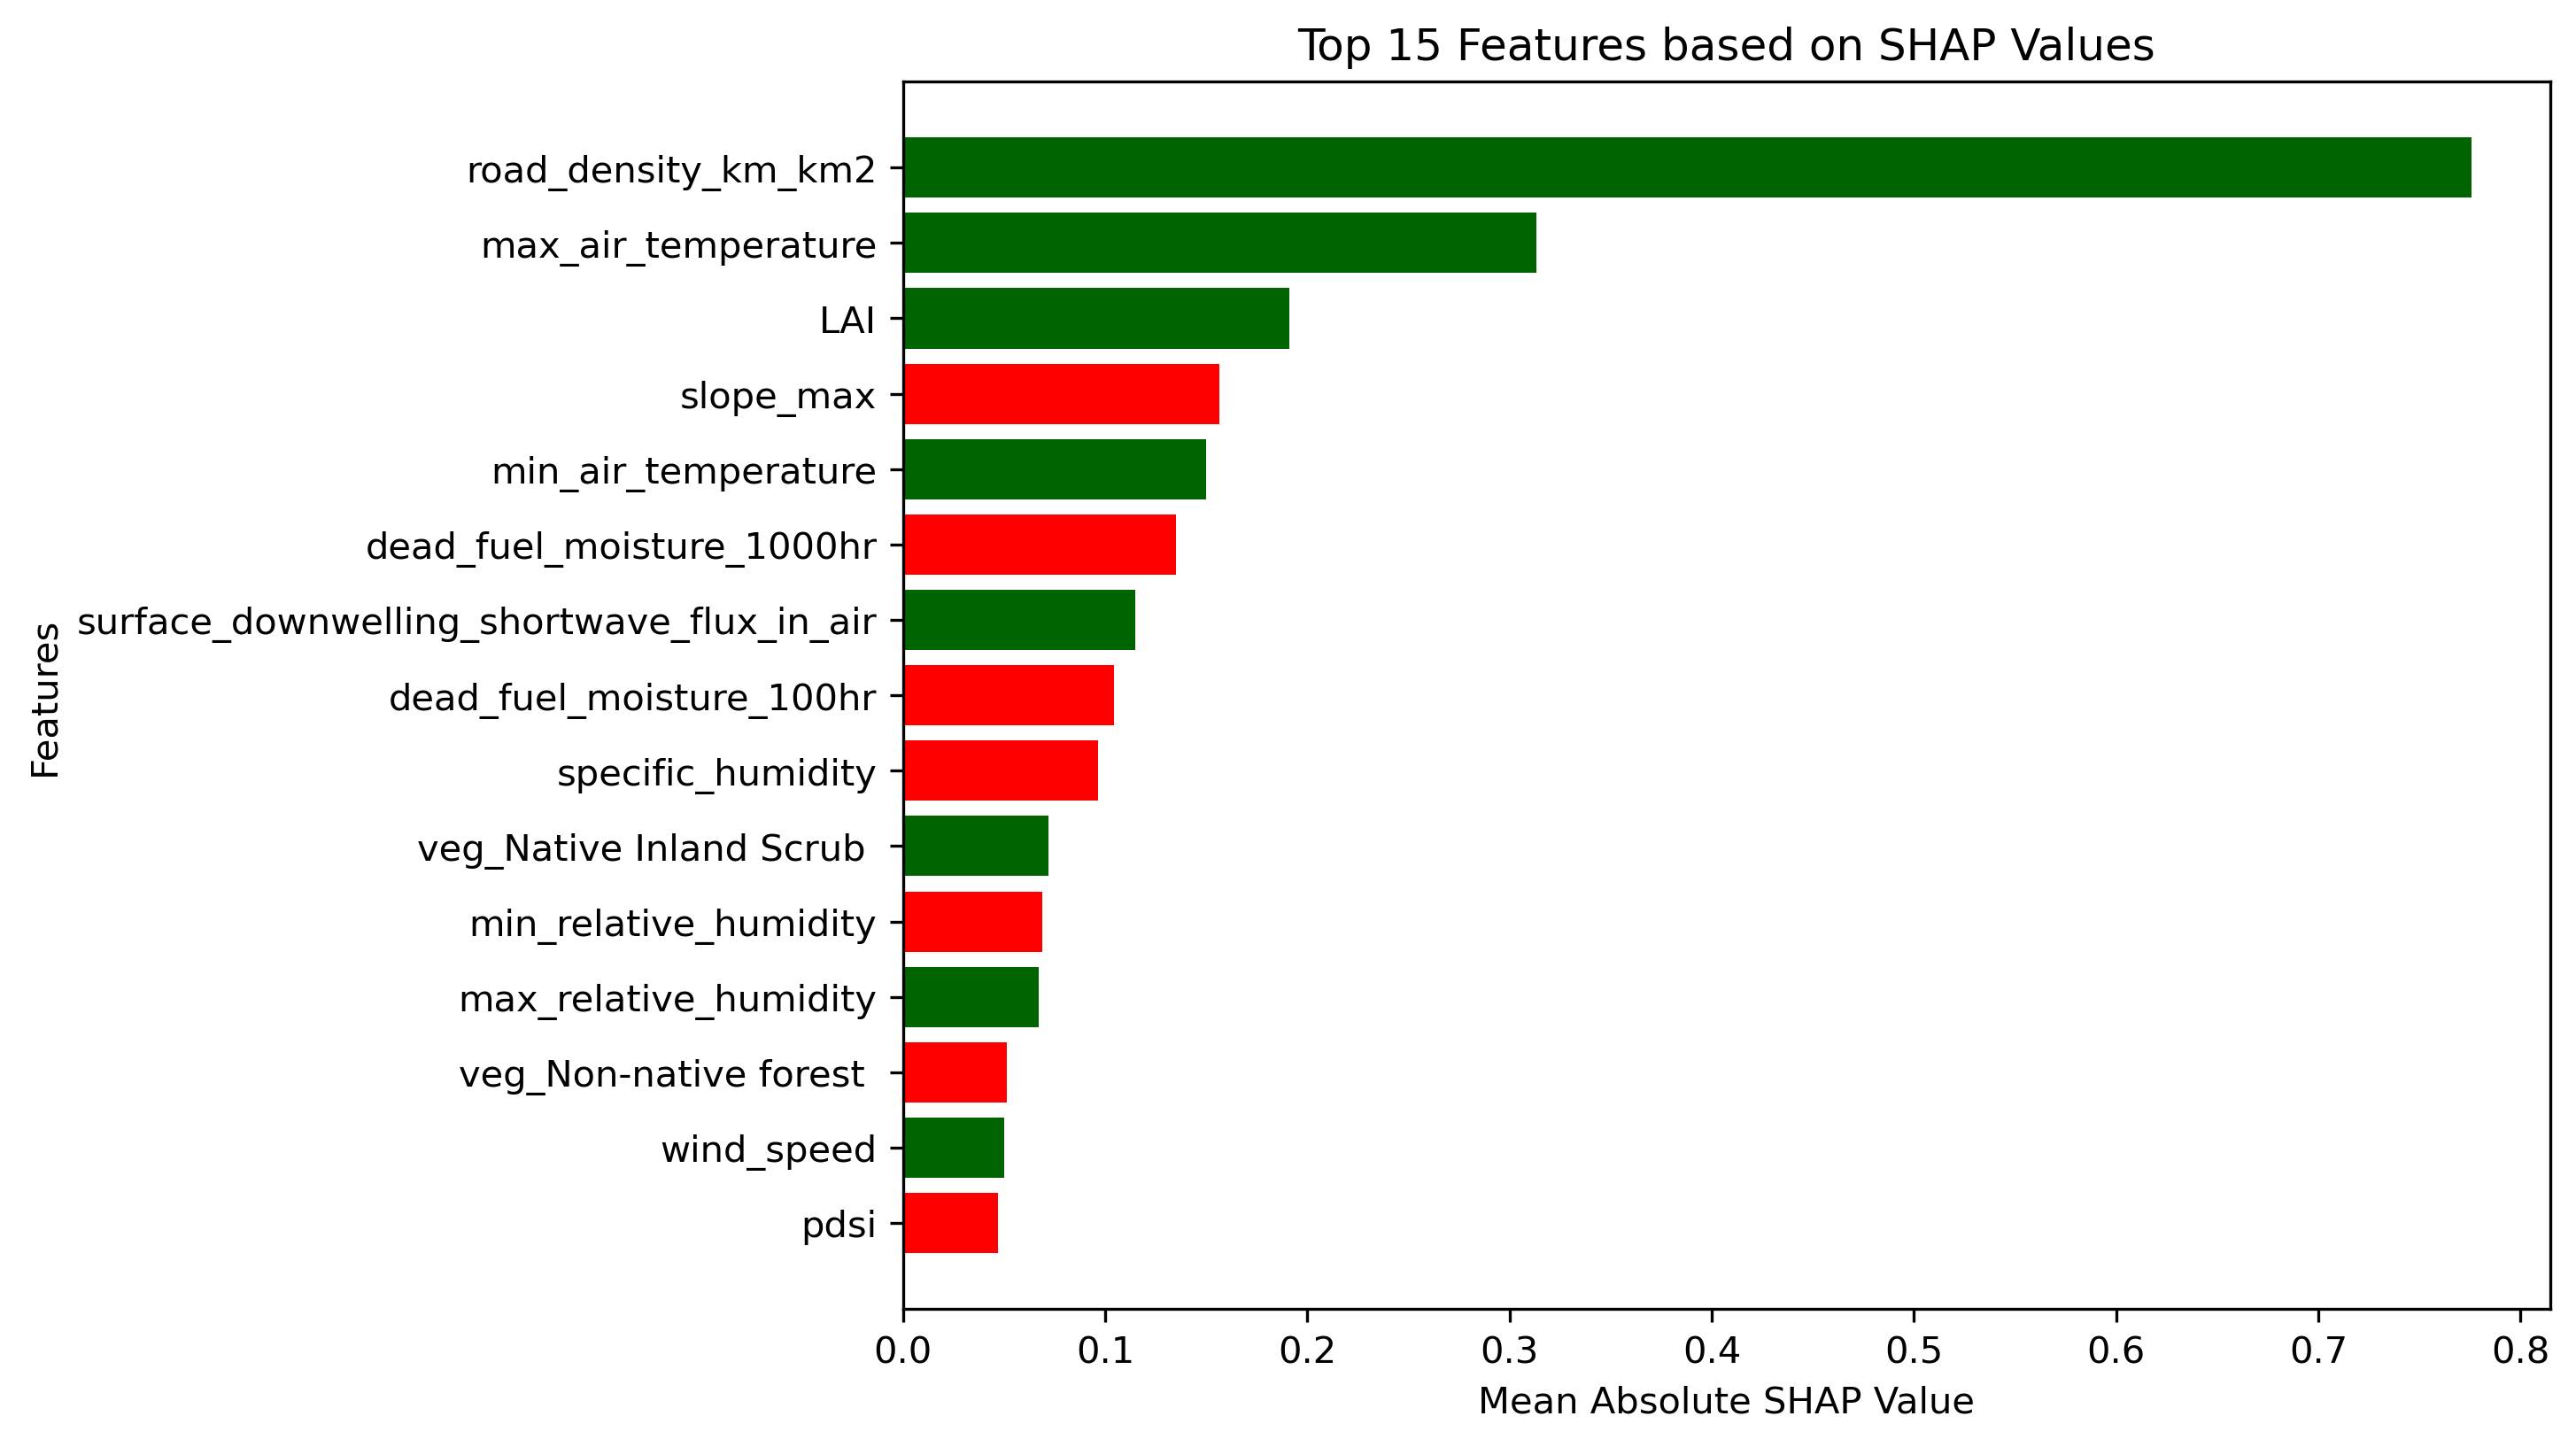 Top 15 Features based on SHAP Values
Features
road_density_km_km2
max_air_temperature
LAI
slope_max
min_air_temperature
dead_fuel_moisture_1000hr
surface_downwelling_shortwave_flux_in_air
dead_fuel_moisture_100hr
specific_humidity
veg_Native Inland Scrub
min_relative_humidity
max_relative_humidity
veg_Non-native forest
wind_speed
pdsi
0.0 0.1 0.2 0.3 0.4 0.5 0.6 0.7 0.8
Mean Absolute SHAP Value